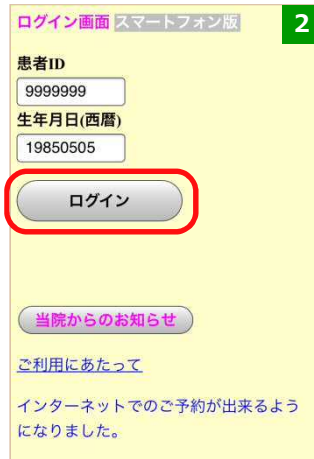 ログイン画面 スマートフォン版 2
患者ID
9999999
生年月日(西暦)
19850505
ログイン
当院からのお知らせ
ご利用にあたって
インターネットでのご予約が出来るよう
になりました。